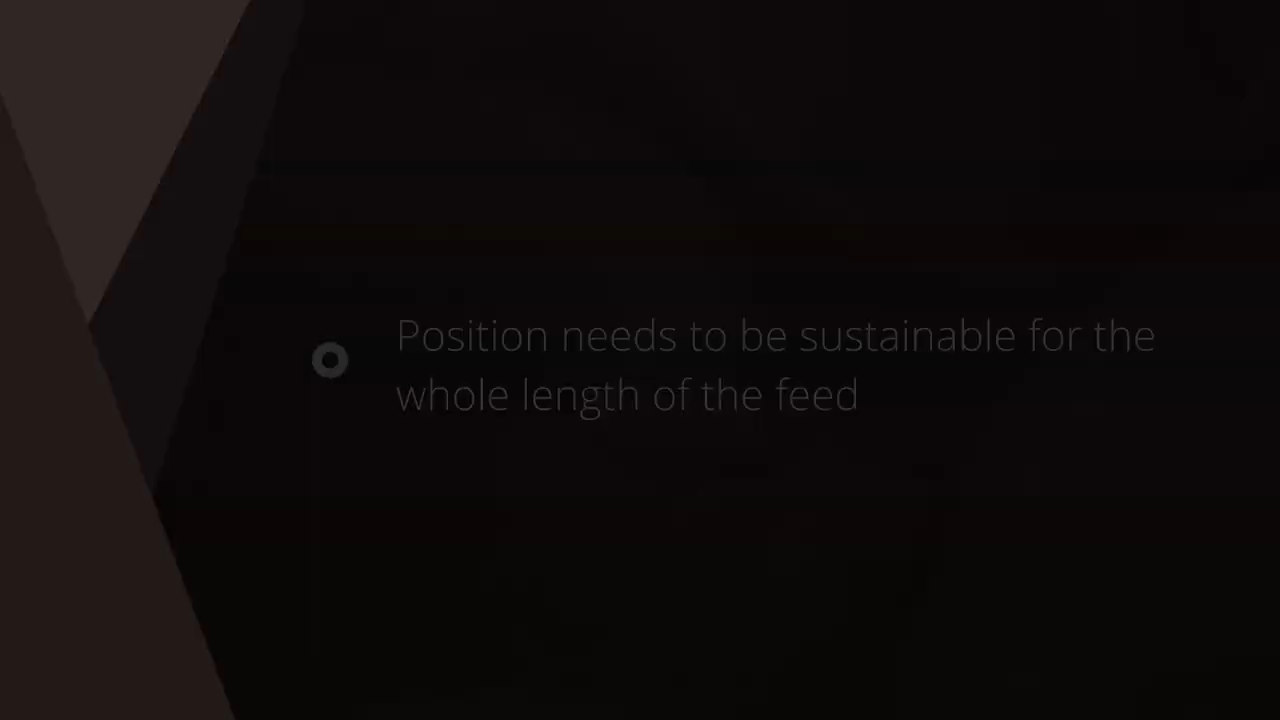 Position needs to be sustainable for the
whole length of the feed